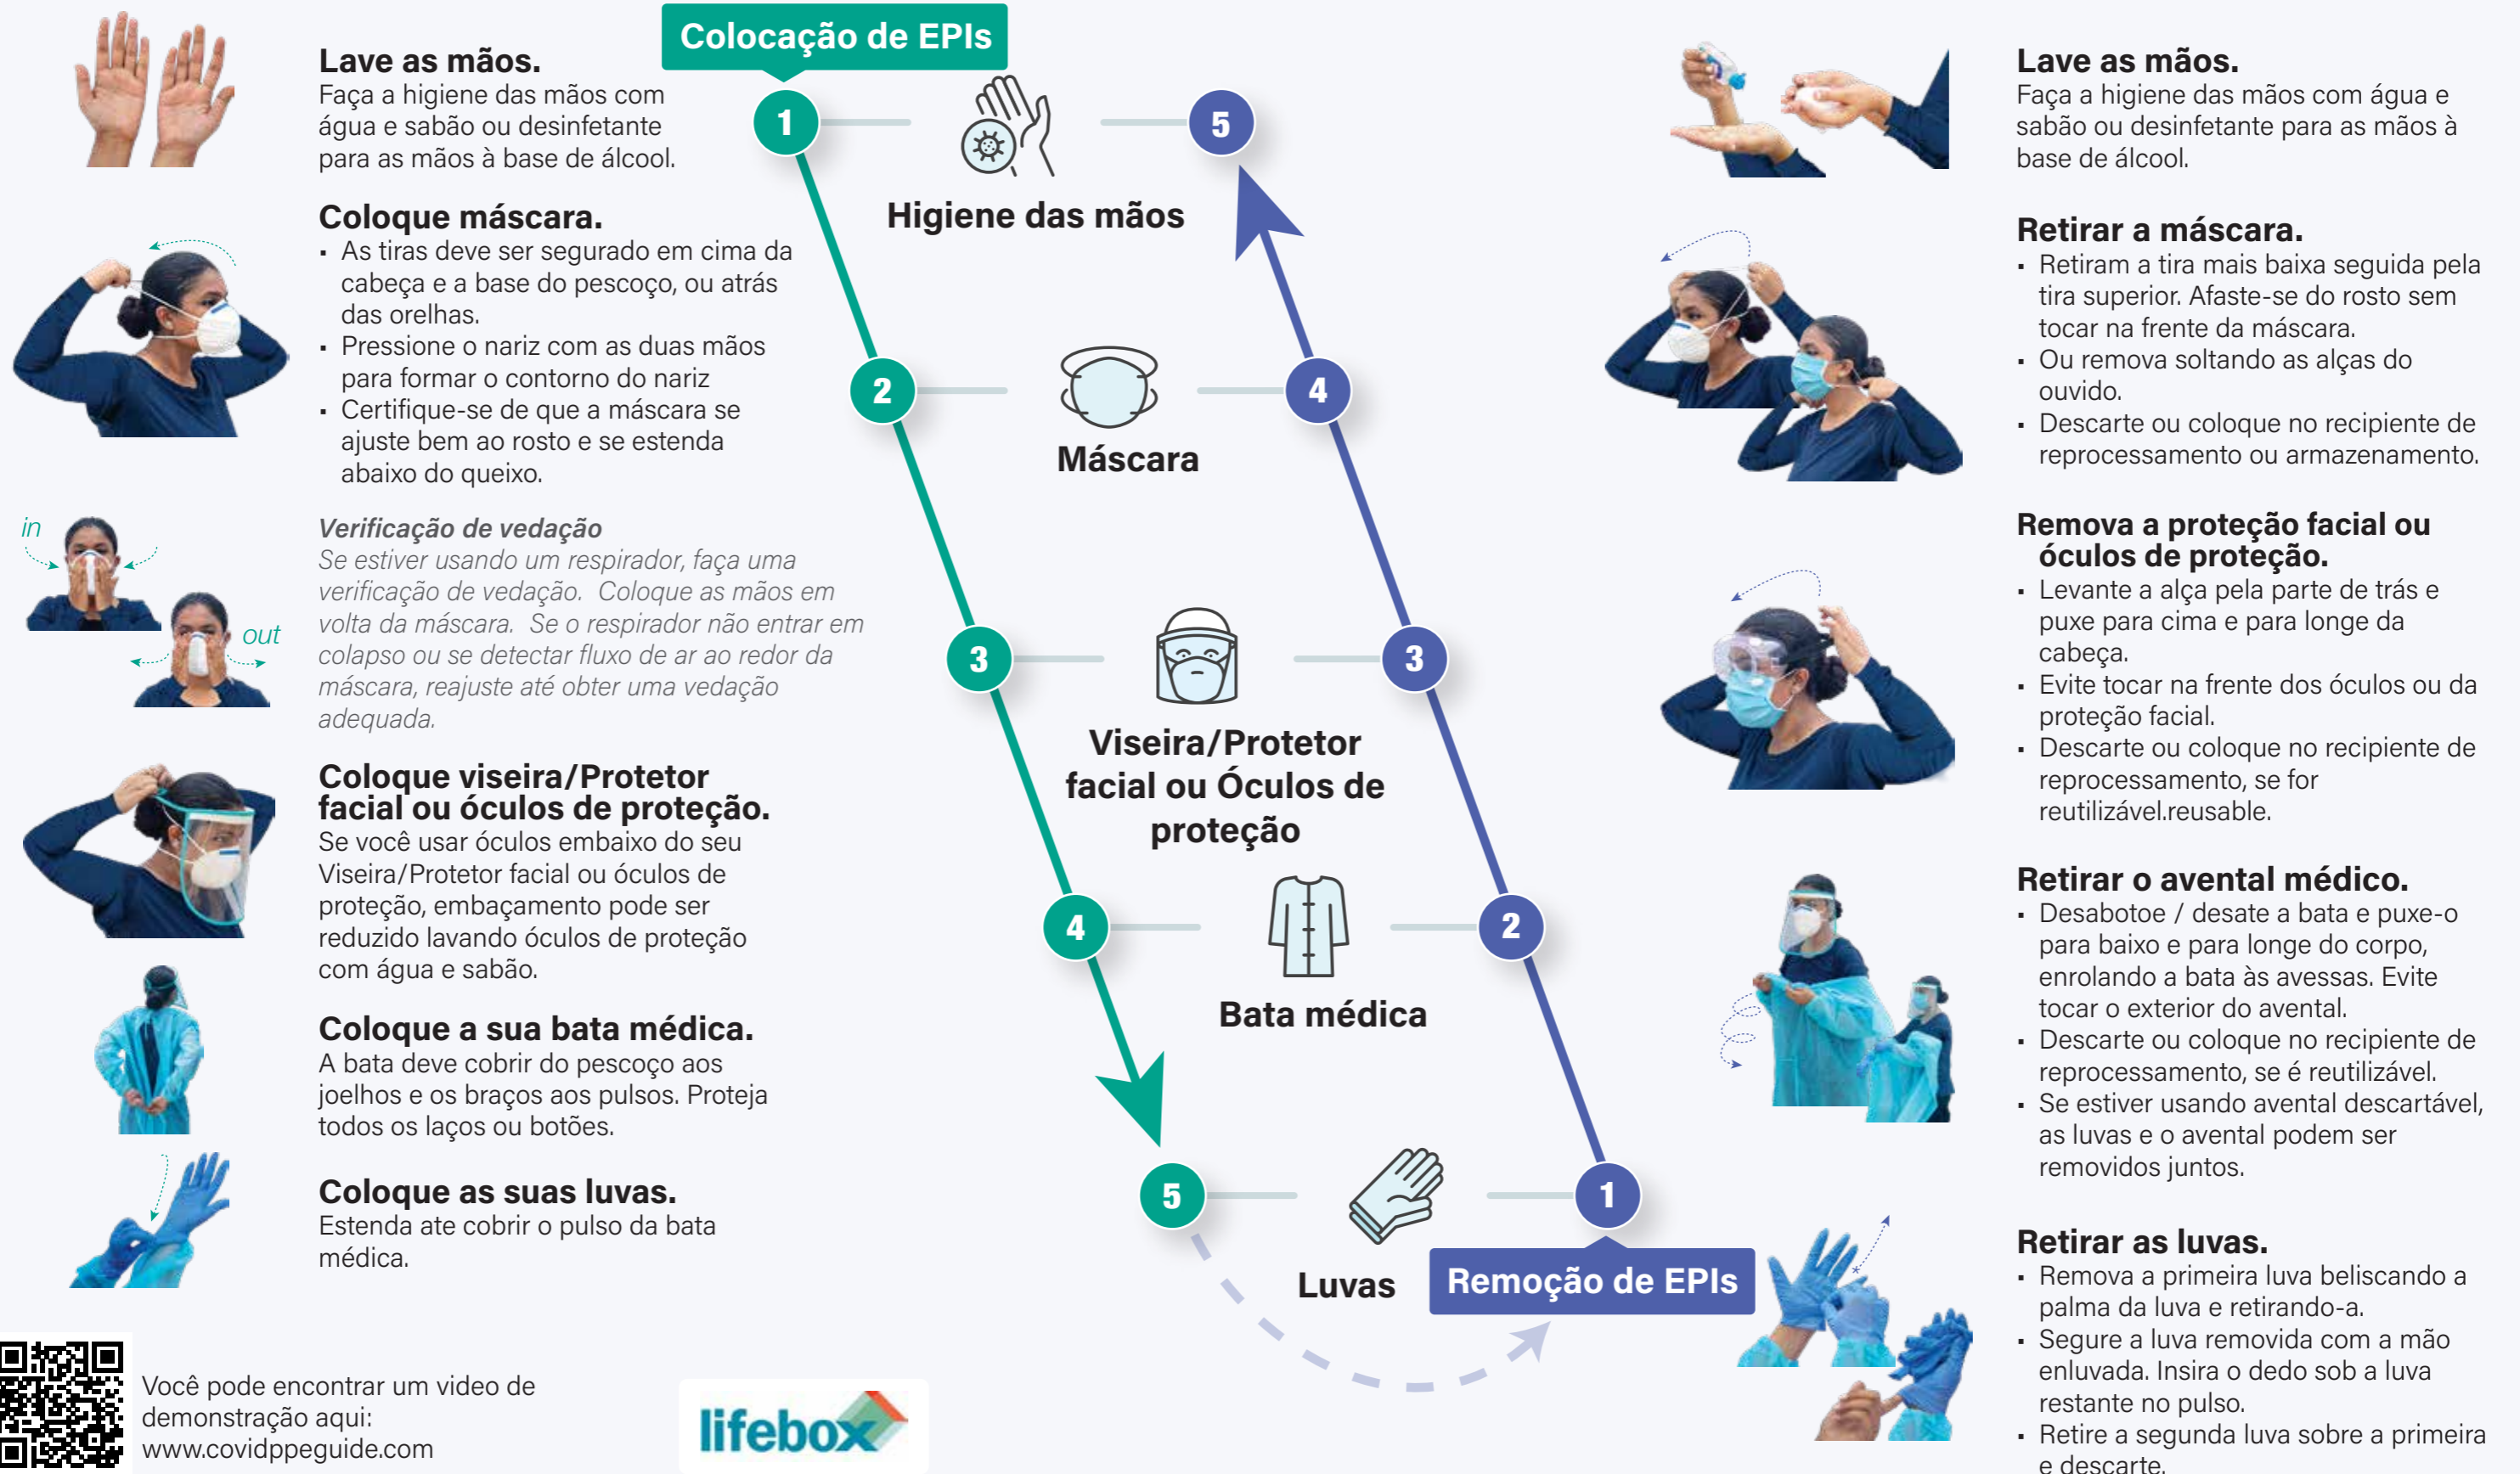 Colocação de EPIs
Lave as mãos.
Faça a higiene das mãos com
água e sabão ou desinfetante
para as mãos à base de álcool.
Coloque máscara.
▪ As tiras deve ser segurado em cima da
cabeça e a base do pescoço, ou atrás
das orelhas.
▪ Pressione o nariz com as duas mãos
para formar o contorno do nariz
▪ Certifique-se de que a máscara se
ajuste bem ao rosto e se estenda
abaixo do queixo.
in
out
Verificação de vedação
Se estiver usando um respirador, faça uma
verificação de vedação. Coloque as mãos em
volta da máscara. Se o respirador não entrar em
colapso ou se detectar fluxo de ar ao redor da
máscara, reajuste até obter uma vedação
adequada.
Coloque viseira/Protetor
facial ou óculos de proteção.
Se você usar óculos embaixo do seu
Viseira/Protetor facial ou óculos de
proteção, embaçamento pode ser
reduzido lavando óculos de proteção
com água e sabão.
Coloque a sua bata médica.
A bata deve cobrir do pescoço aos
joelhos e os braços aos pulsos. Proteja
todos os laços ou botões.
Coloque as suas luvas.
Estenda ate cobrir o pulso da bata
médica.
Você pode encontrar um video de
demonstração aqui:
www.covidppeguide.com
lifebox
1
5
Higiene das mãos
2
4
Máscara
3
3
Viseira/Protetor
facial ou Óculos de
proteção
4
2
Bata médica
5
1
Luvas
Remoção de EPIs
Lave as mãos.
Faça a higiene das mãos com água e
sabão ou desinfetante para as mãos à
base de álcool.
Retirar a máscara.
▪ Retiram a tira mais baixa seguida pela
tira superior. Afaste-se do rosto sem
tocar na frente da máscara.
▪ Ou remova soltando as alças do
ouvido.
▪ Descarte ou coloque no recipiente de
reprocessamento ou armazenamento.
Remova a proteção facial ou
óculos de proteção.
▪ Levante a alça pela parte de trás e
puxe para cima e para longe da
cabeça.
▪ Evite tocar na frente dos óculos ou da
proteção facial.
▪ Descarte ou coloque no recipiente de
reprocessamento, se for
reutilizável.reusable.
Retirar o avental médico.
▪ Desabotoe / desate a bata e puxe-o
para baixo e para longe do corpo,
enrolando a bata às avessas. Evite
tocar o exterior do avental.
▪ Descarte ou coloque no recipiente de
reprocessamento, se é reutilizável.
▪ Se estiver usando avental descartável,
as luvas e o avental podem ser
removidos juntos.
Retirar as luvas.
▪ Remova a primeira luva beliscando a
palma da luva e retirando-a.
▪ Segure a luva removida com a mão
enluvada. Insira o dedo sob a luva
restante no pulso.
▪ Retire a segunda luva sobre a primeira
e descarte.